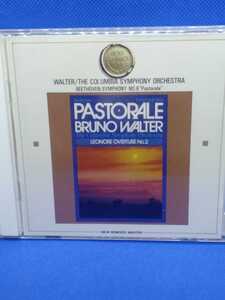 WALTER/THE COLUMBIA SYMPHONY ORCHESTRA
BEETHOVEN: SYMPHONY NO.6 "Pastorale"
PASTORALE
BRUNO WALTER
LEONORE OVERTURE No.2